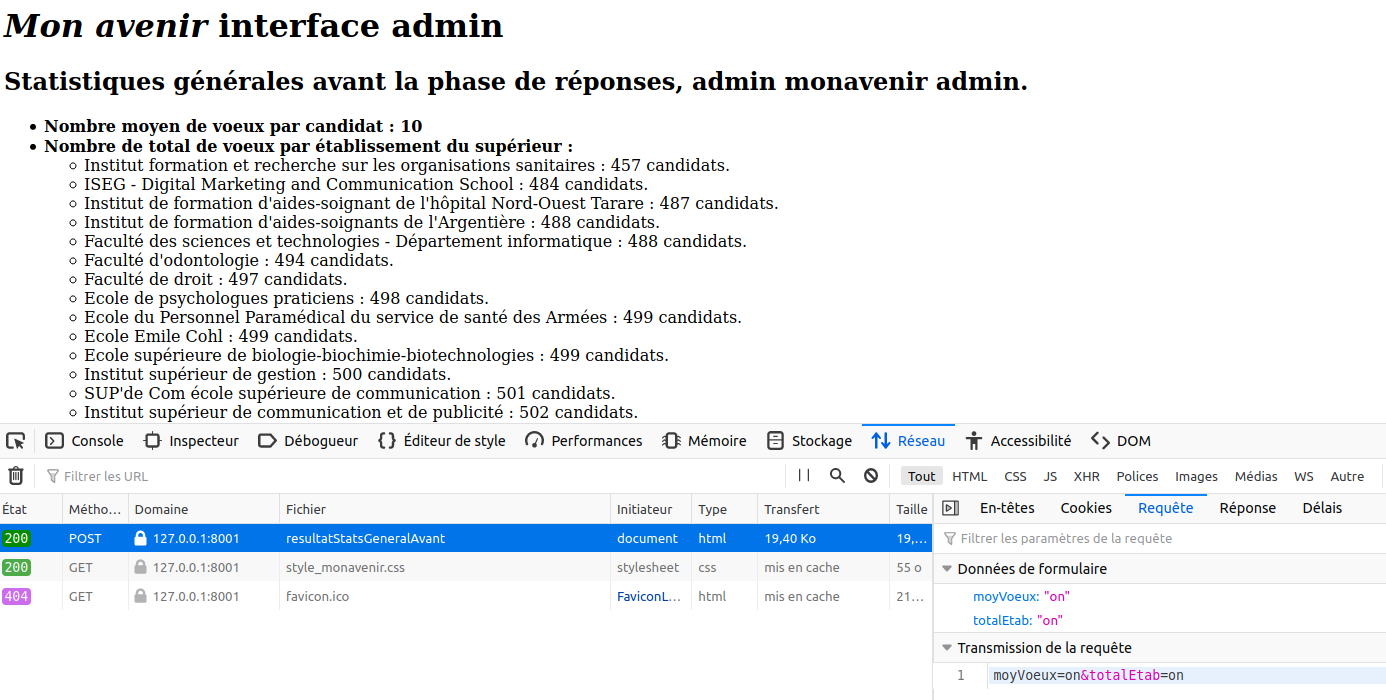 Mon avenir interface admin
Statistiques générales avant la phase de réponses, admin monavenir admin.
Nombre moyen de voeux par candidat : 10
Nombre de total de voeux par établissement du supérieur :
Institut formation et recherche sur les organisations sanitaires : 457 candidats.
ISEG - Digital Marketing and Communication School : 484 candidats.
Institut de formation d'aides-soignant de l'hôpital Nord-Ouest Tarare : 487 candidats.
Institut de formation d'aides-soignants de l'Argentière : 488 candidats.
Faculté des sciences et technologies - Département informatique : 488 candidats.
Faculté d'odontologie : 494 candidats.
Faculté de droit : 497 candidats.
Ecole de psychologues praticiens : 498 candidats.
Ecole du Personnel Paramédical du service de santé des Armées : 499 candidats.
Ecole Emile Cohl : 499 candidats.
Ecole supérieure de biologie-biochimie-biotechnologies : 499 candidats.
Institut supérieur de gestion : 500 candidats.
SUP'de Com école supérieure de communication : 501 candidats.
Institut supérieur de communication et de publicité : 502 candidats.
Console Inspecteur Débogueur Éditeur de style Performances Mémoire Stockage Réseau Accessibilité DOM
Filtrer les URL Tout HTML CSS JS XHR Polices Images Médias WS Autre
État Métho… Domaine Fichier Initiateur Type Transfert Taille
200 POST 127.0.0.1:8001 resultatStatsGeneralAvant document html 19,40 Ko 19,…
200 GET 127.0.0.1:8001 style_monavenir.css stylesheet css mis en cache 55 o
404 GET 127.0.0.1:8001 favicon.ico FaviconL… html mis en cache 21…
En-têtes Cookies Requête Réponse Délais
Filtrer les paramètres de la requête
Données de formulaire
moyVoeux: "on"
totalEtab: "on"
Transmission de la requête
1 moyVoeux=on&totalEtab=on